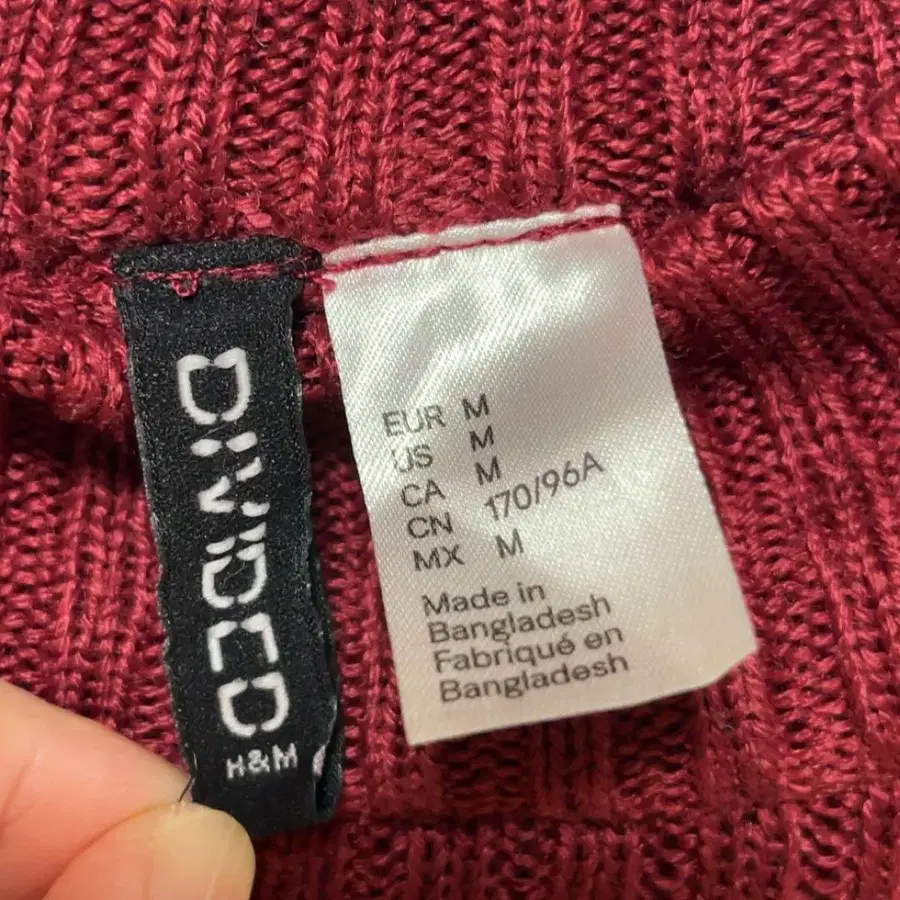 DIVIDED
H&M
EUR M
US M
CA M
CN 170/96A
MX M
Made in
Bangladesh
Fabriqué en
Bangladesh